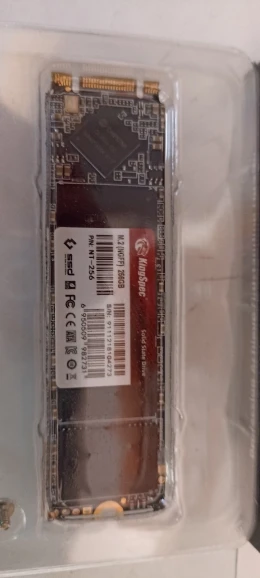 KingSpec
Solid State Drive
M.2 (NGFF) 256GB
P/N: NT-256
ssd